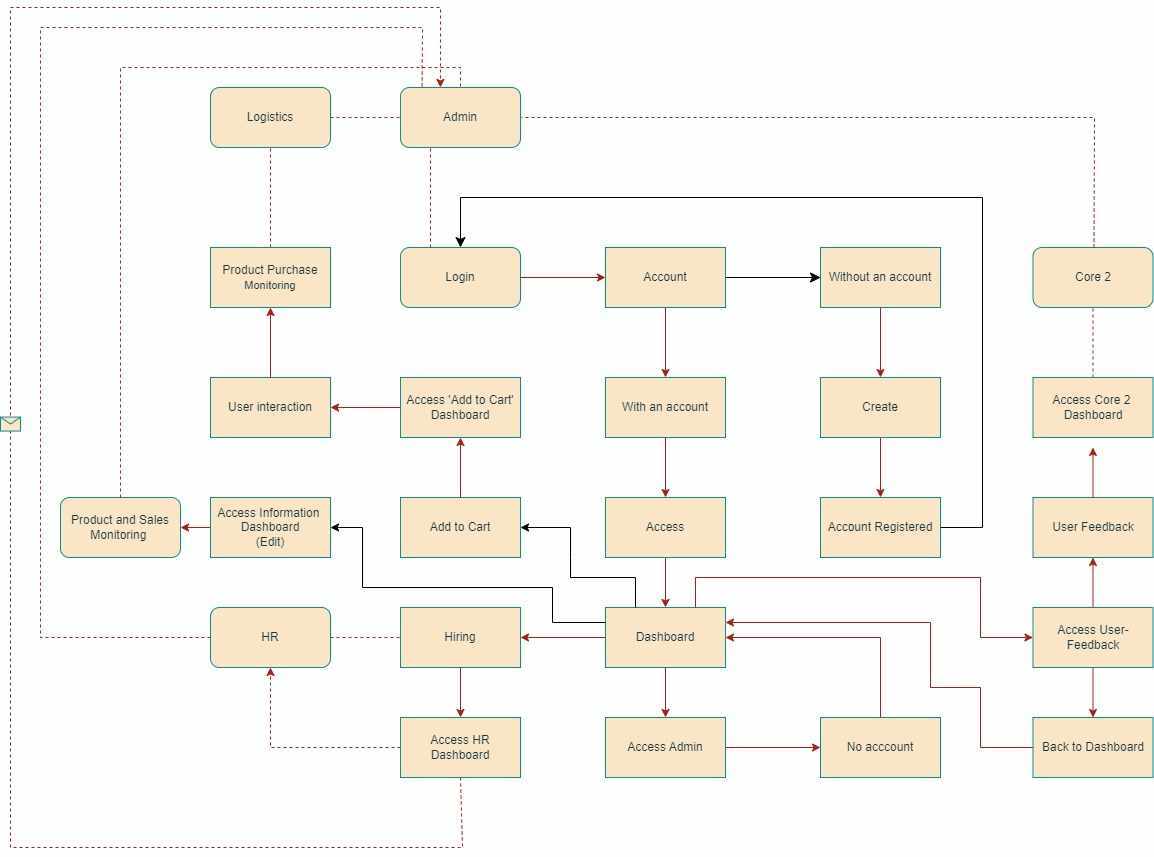 Logistics
Admin
Product Purchase
Monitoring
Login
Account
Without an account
Core 2
User interaction
Access 'Add to Cart'
Dashboard
With an account
Create
Access Core 2
Dashboard
Product and Sales
Monitoring
Access Information
Dashboard
(Edit)
Add to Cart
Access
Account Registered
User Feedback
HR
Hiring
Dashboard
Access User-
Feedback
Access HR
Dashboard
Access Admin
No acccount
Back to Dashboard